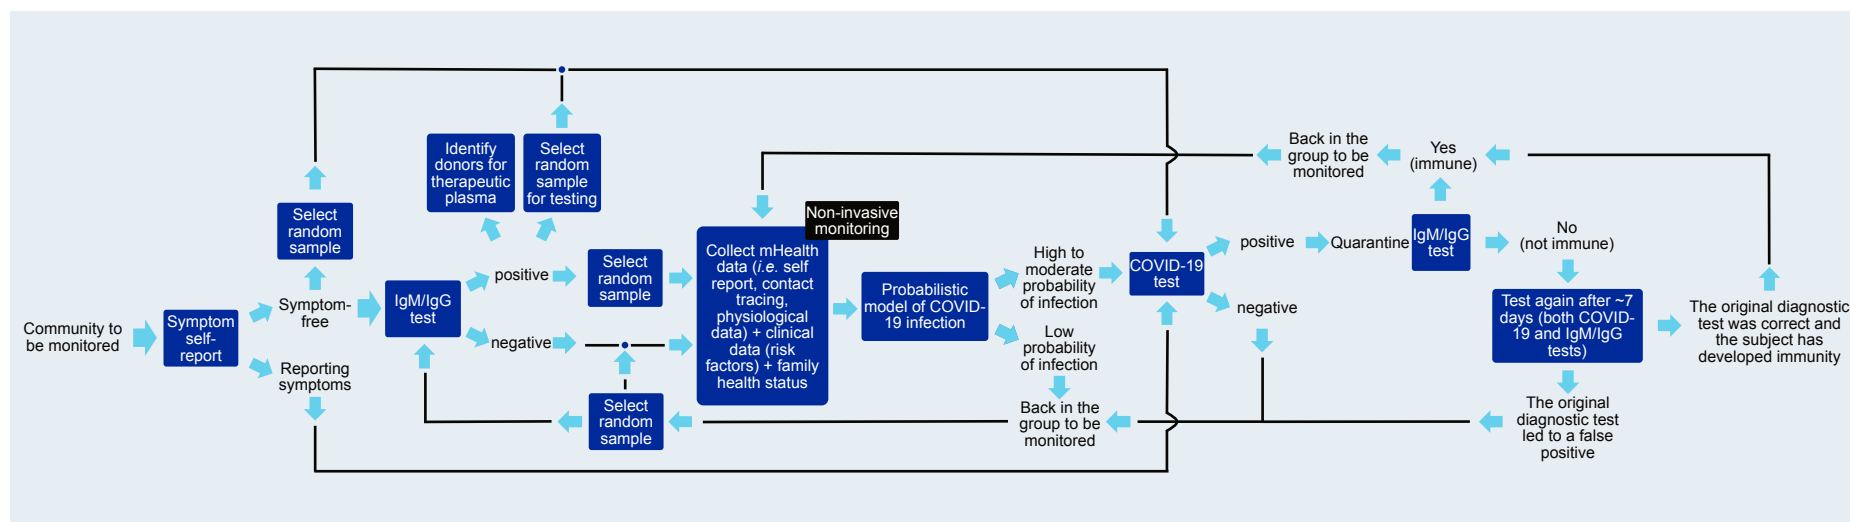 Community to
be monitored
Symptom
self-
report
Symptom-
free
Reporting
symptoms
Select
random
sample
IgM/IgG
test
positive
negative
Identify
donors for
therapeutic
plasma
Select
random
sample
for testing
Select
random
sample
Select
random
sample
Non-invasive
monitoring
Collect mHealth
data (i.e. self
report, contact
tracing,
physiological
data) + clinical
data (risk
factors) + family
health status
Probabilistic
model of COVID-
19 infection
High to
moderate
probability
of infection
Low
probability
of infection
Back in the
group to be
monitored
COVID-19
test
positive
negative
Quarantine
IgM/IgG
test
Yes
(immune)
Back in the
group to be
monitored
No
(not immune)
Test again after ~7
days (both COVID-
19 and IgM/IgG
tests)
The original diagnostic
test was correct and
the subject has
developed immunity
The original
diagnostic test
led to a false
positive